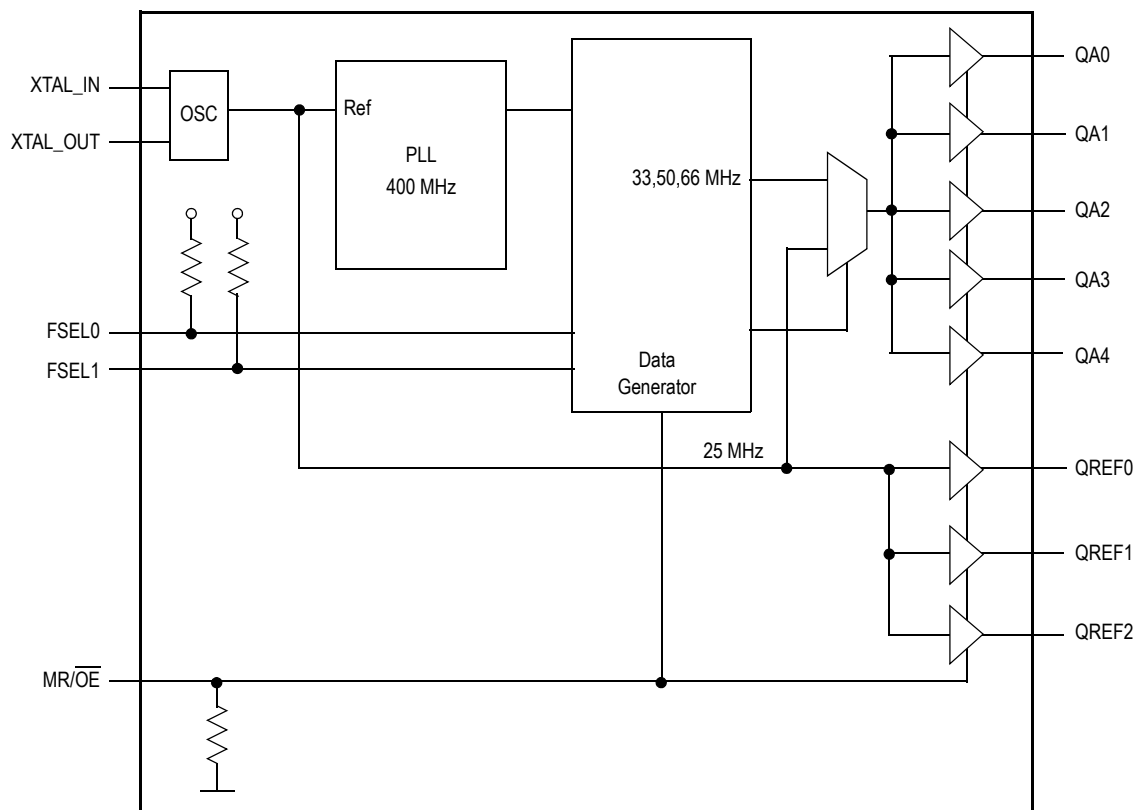 XTAL_IN
XTAL_OUT
OSC
Ref
PLL
400 MHz
33,50,66 MHz
FSEL0
FSEL1
Data
Generator
25 MHz
MR/O̅E̅
QA0
QA1
QA2
QA3
QA4
QREF0
QREF1
QREF2